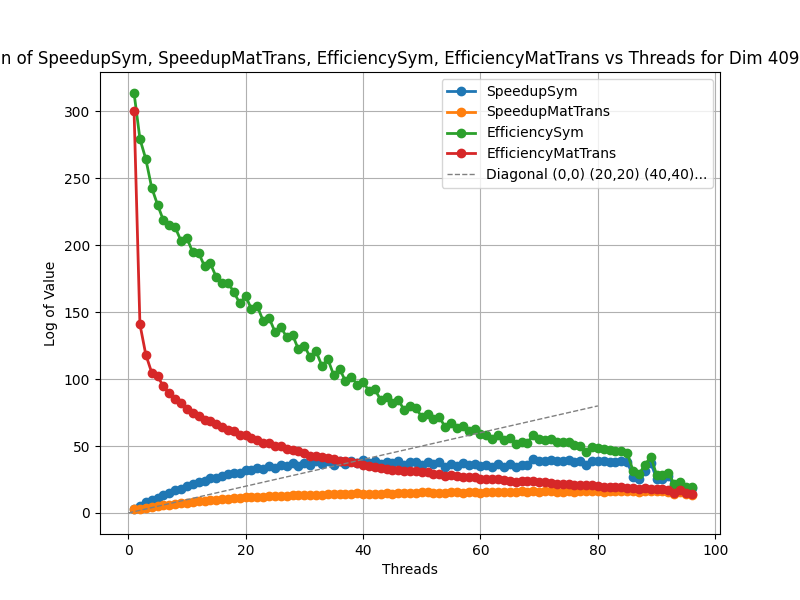 n of SpeedupSym, SpeedupMatTrans, EfficiencySym, EfficiencyMatTrans vs Threads for Dim 409
SpeedupSym
SpeedupMatTrans
EfficiencySym
EfficiencyMatTrans
Diagonal (0,0) (20,20) (40,40)...
Log of Value
300
250
200
150
100
50
0
0 20 40 60 80 100
Threads